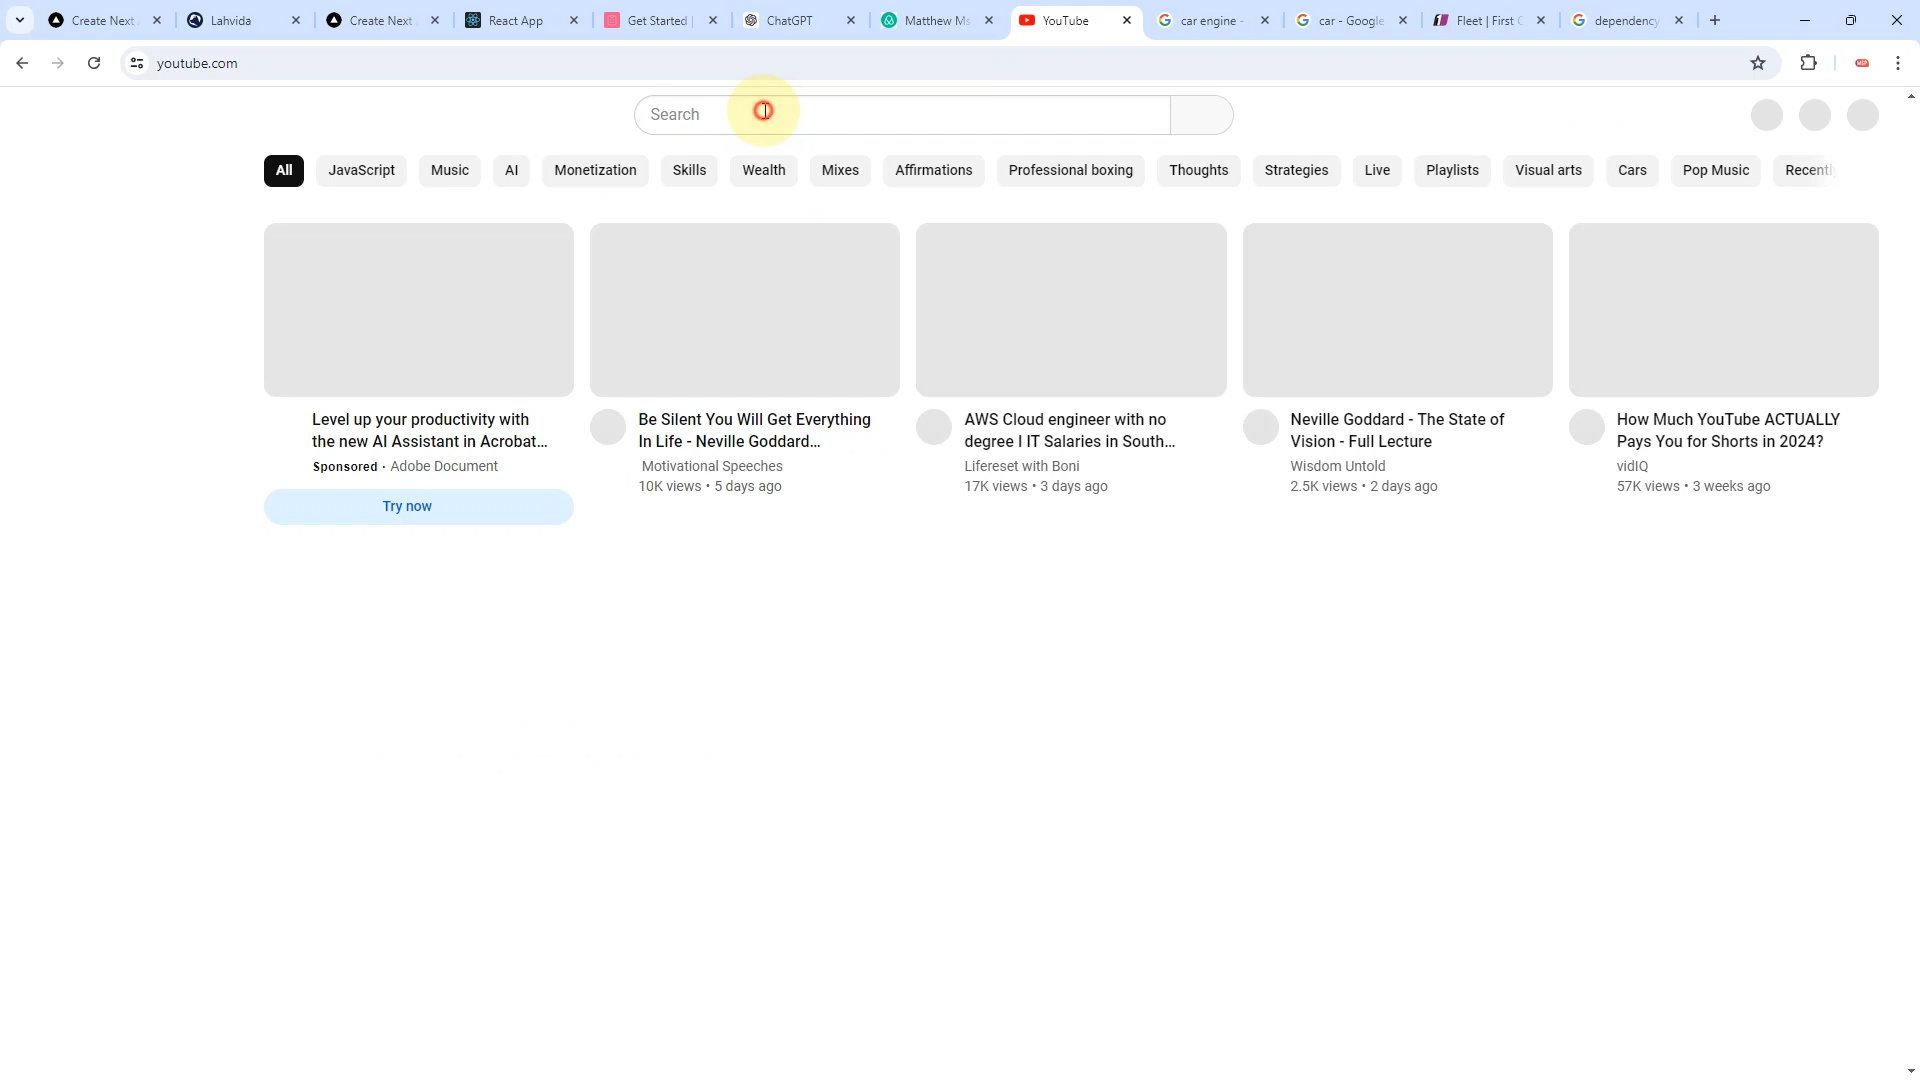 Create Next
Lahvida
Create Next
React App
Get Started |
ChatGPT
Matthew Ms
YouTube
car engine -
car - Google
Fleet | First C
dependency
youtube.com
Search
All
JavaScript
Music
AI
Monetization
Skills
Wealth
Mixes
Affirmations
Professional boxing
Thoughts
Strategies
Live
Playlists
Visual arts
Cars
Pop Music
Recently
Level up your productivity with
the new AI Assistant in Acrobat...
Sponsored · Adobe Document
Try now
Be Silent You Will Get Everything
In Life - Neville Goddard...
Motivational Speeches
10K views • 5 days ago
AWS Cloud engineer with no
degree I IT Salaries in South...
Lifereset with Boni
17K views • 3 days ago
Neville Goddard - The State of
Vision - Full Lecture
Wisdom Untold
2.5K views • 2 days ago
How Much YouTube ACTUALLY
Pays You for Shorts in 2024?
vidIQ
57K views • 3 weeks ago